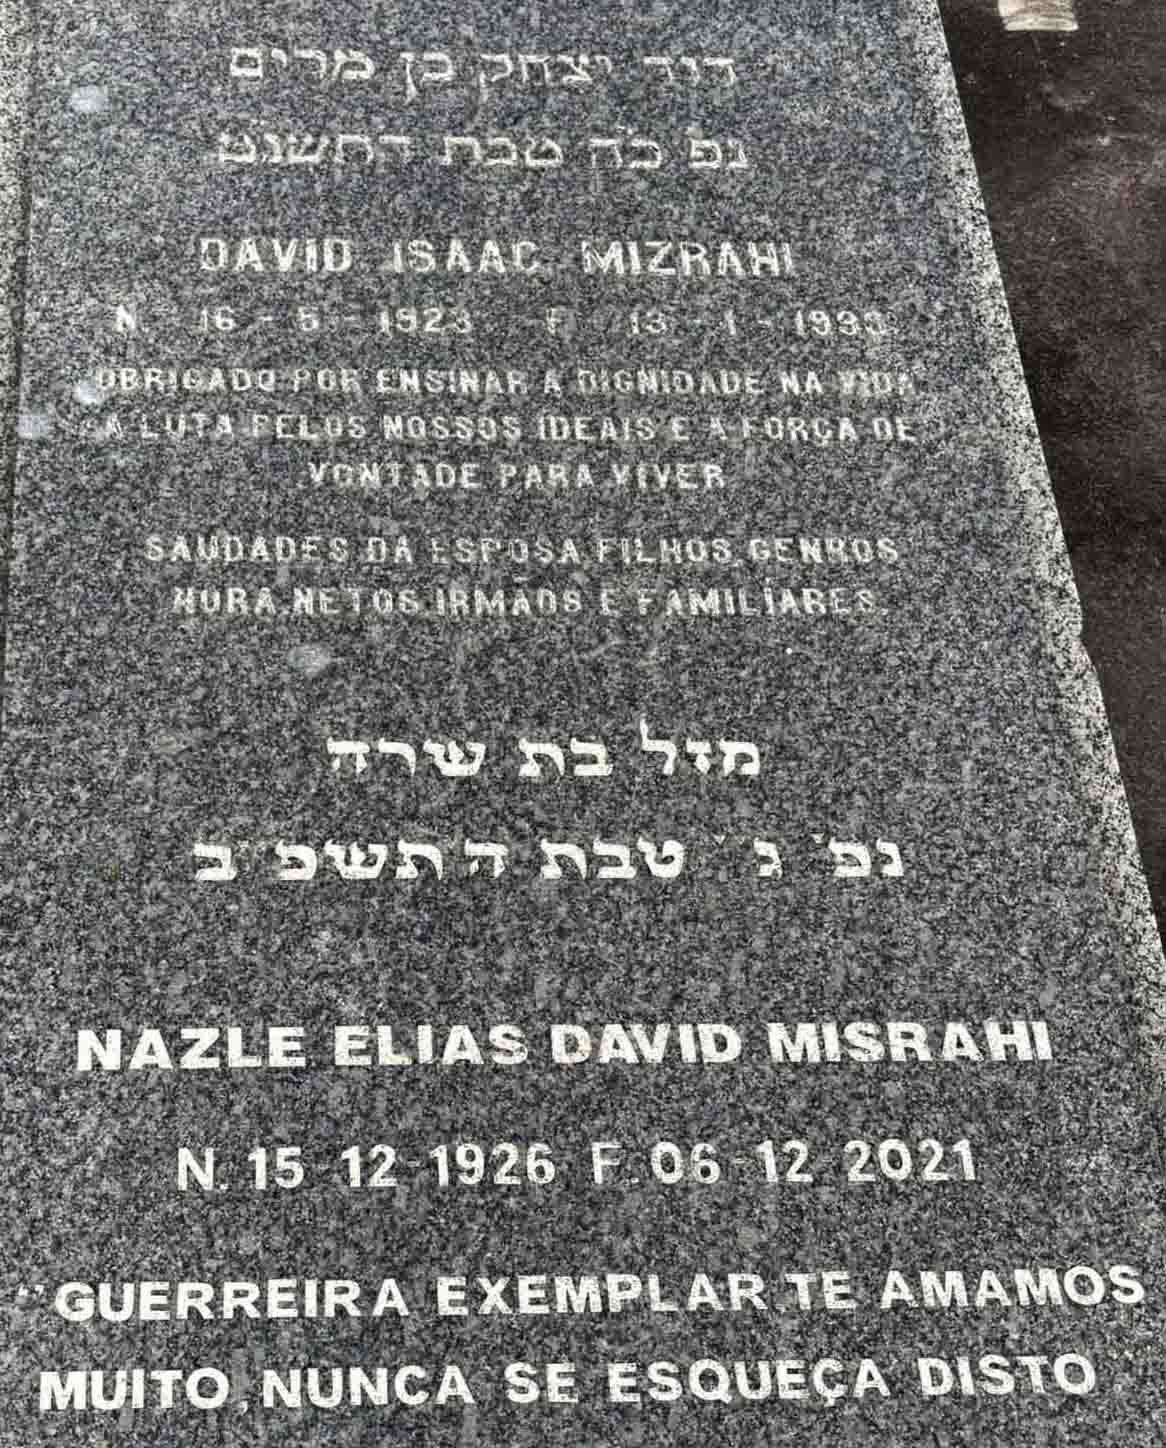 דוד יצחק בן מרים
נפ כה טבת התשנט
DAVID ISAAC MIZRAHI
N. 16 - 5 - 1923 F. 13 - 1 - 1999
OBRIGADO POR ENSINAR A DIGNIDADE NA VIDA
A LUTA PELOS NOSSOS IDEAIS E A FORÇA DE
VONTADE PARA VIVER
SAUDADES DA ESPOSA FILHOS, GENROS
NORA, NETOS, IRMÃOS E FAMILIARES.
מזל בת שרה
נפ' ג' טבת ה'תשפ"ב
NAZLE ELIAS DAVID MISRAHI
N. 15-12-1926 F. 06-12-2021
"GUERREIRA EXEMPLAR, TE AMAMOS
MUITO, NUNCA SE ESQUEÇA DISTO